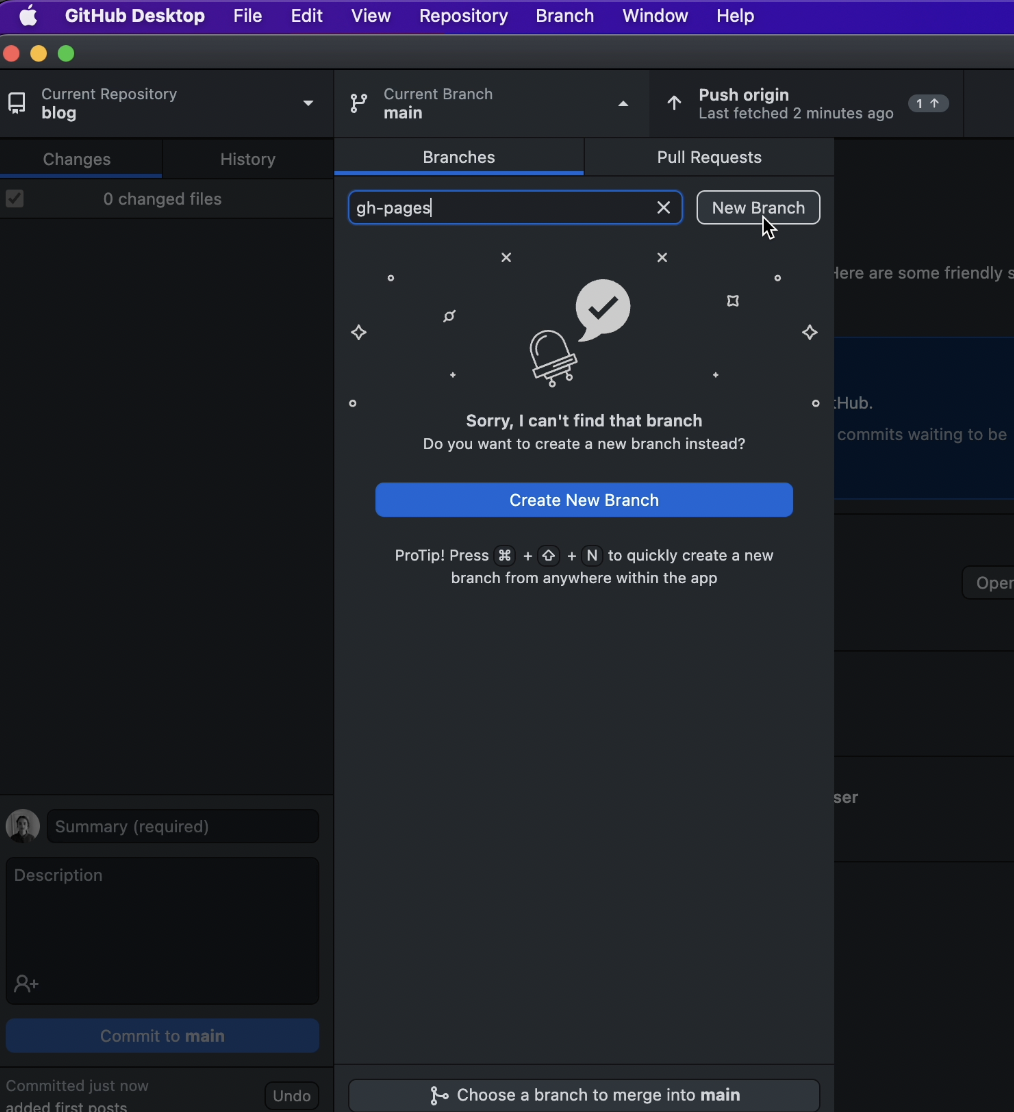 GitHub Desktop File Edit View Repository Branch Window Help
Current Repository
blog
Current Branch
main
Push origin
Last fetched 2 minutes ago
1
Changes
History
Branches
Pull Requests
0 changed files
gh-pages
New Branch
Here are some friendly s
tHub.
commits waiting to be
Sorry, I can't find that branch
Do you want to create a new branch instead?
Create New Branch
ProTip! Press ⌘ + ⇧ + N to quickly create a new
branch from anywhere within the app
Open
ser
Summary (required)
Description
Commit to main
Committed just now
added first posts
Undo
Choose a branch to merge into main